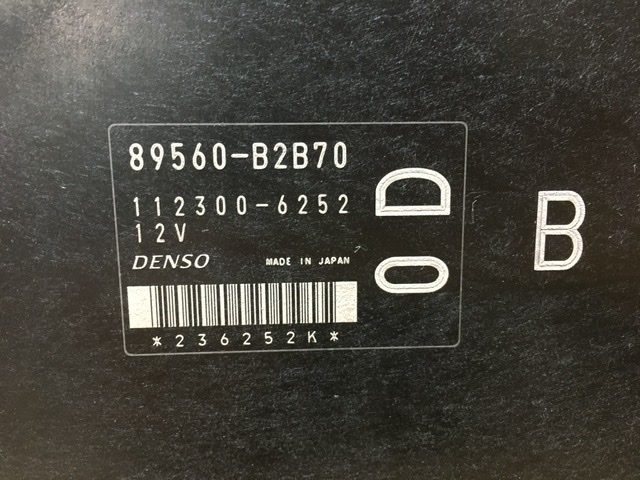 89560-B2B70
112300-6252
12V
DENSO MADE IN JAPAN
*236252K*
0D
B